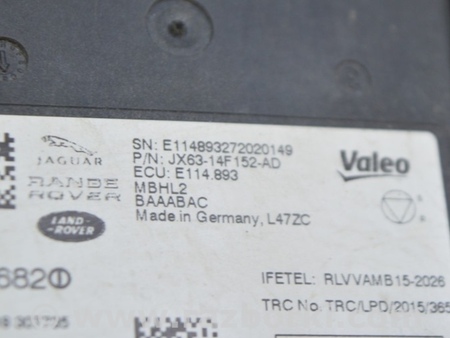 SN: E114893272020149
P/N: JX63-14F152-AD
ECU: E114.893
MBHL2
BAAABAC
Made in Germany, L47ZC
JAGUAR
RANGE
ROVER
LAND-
ROVER
Valeo
IFETEL: RLVVAMB15-2026
TRC No. TRC/LPD/2015/365